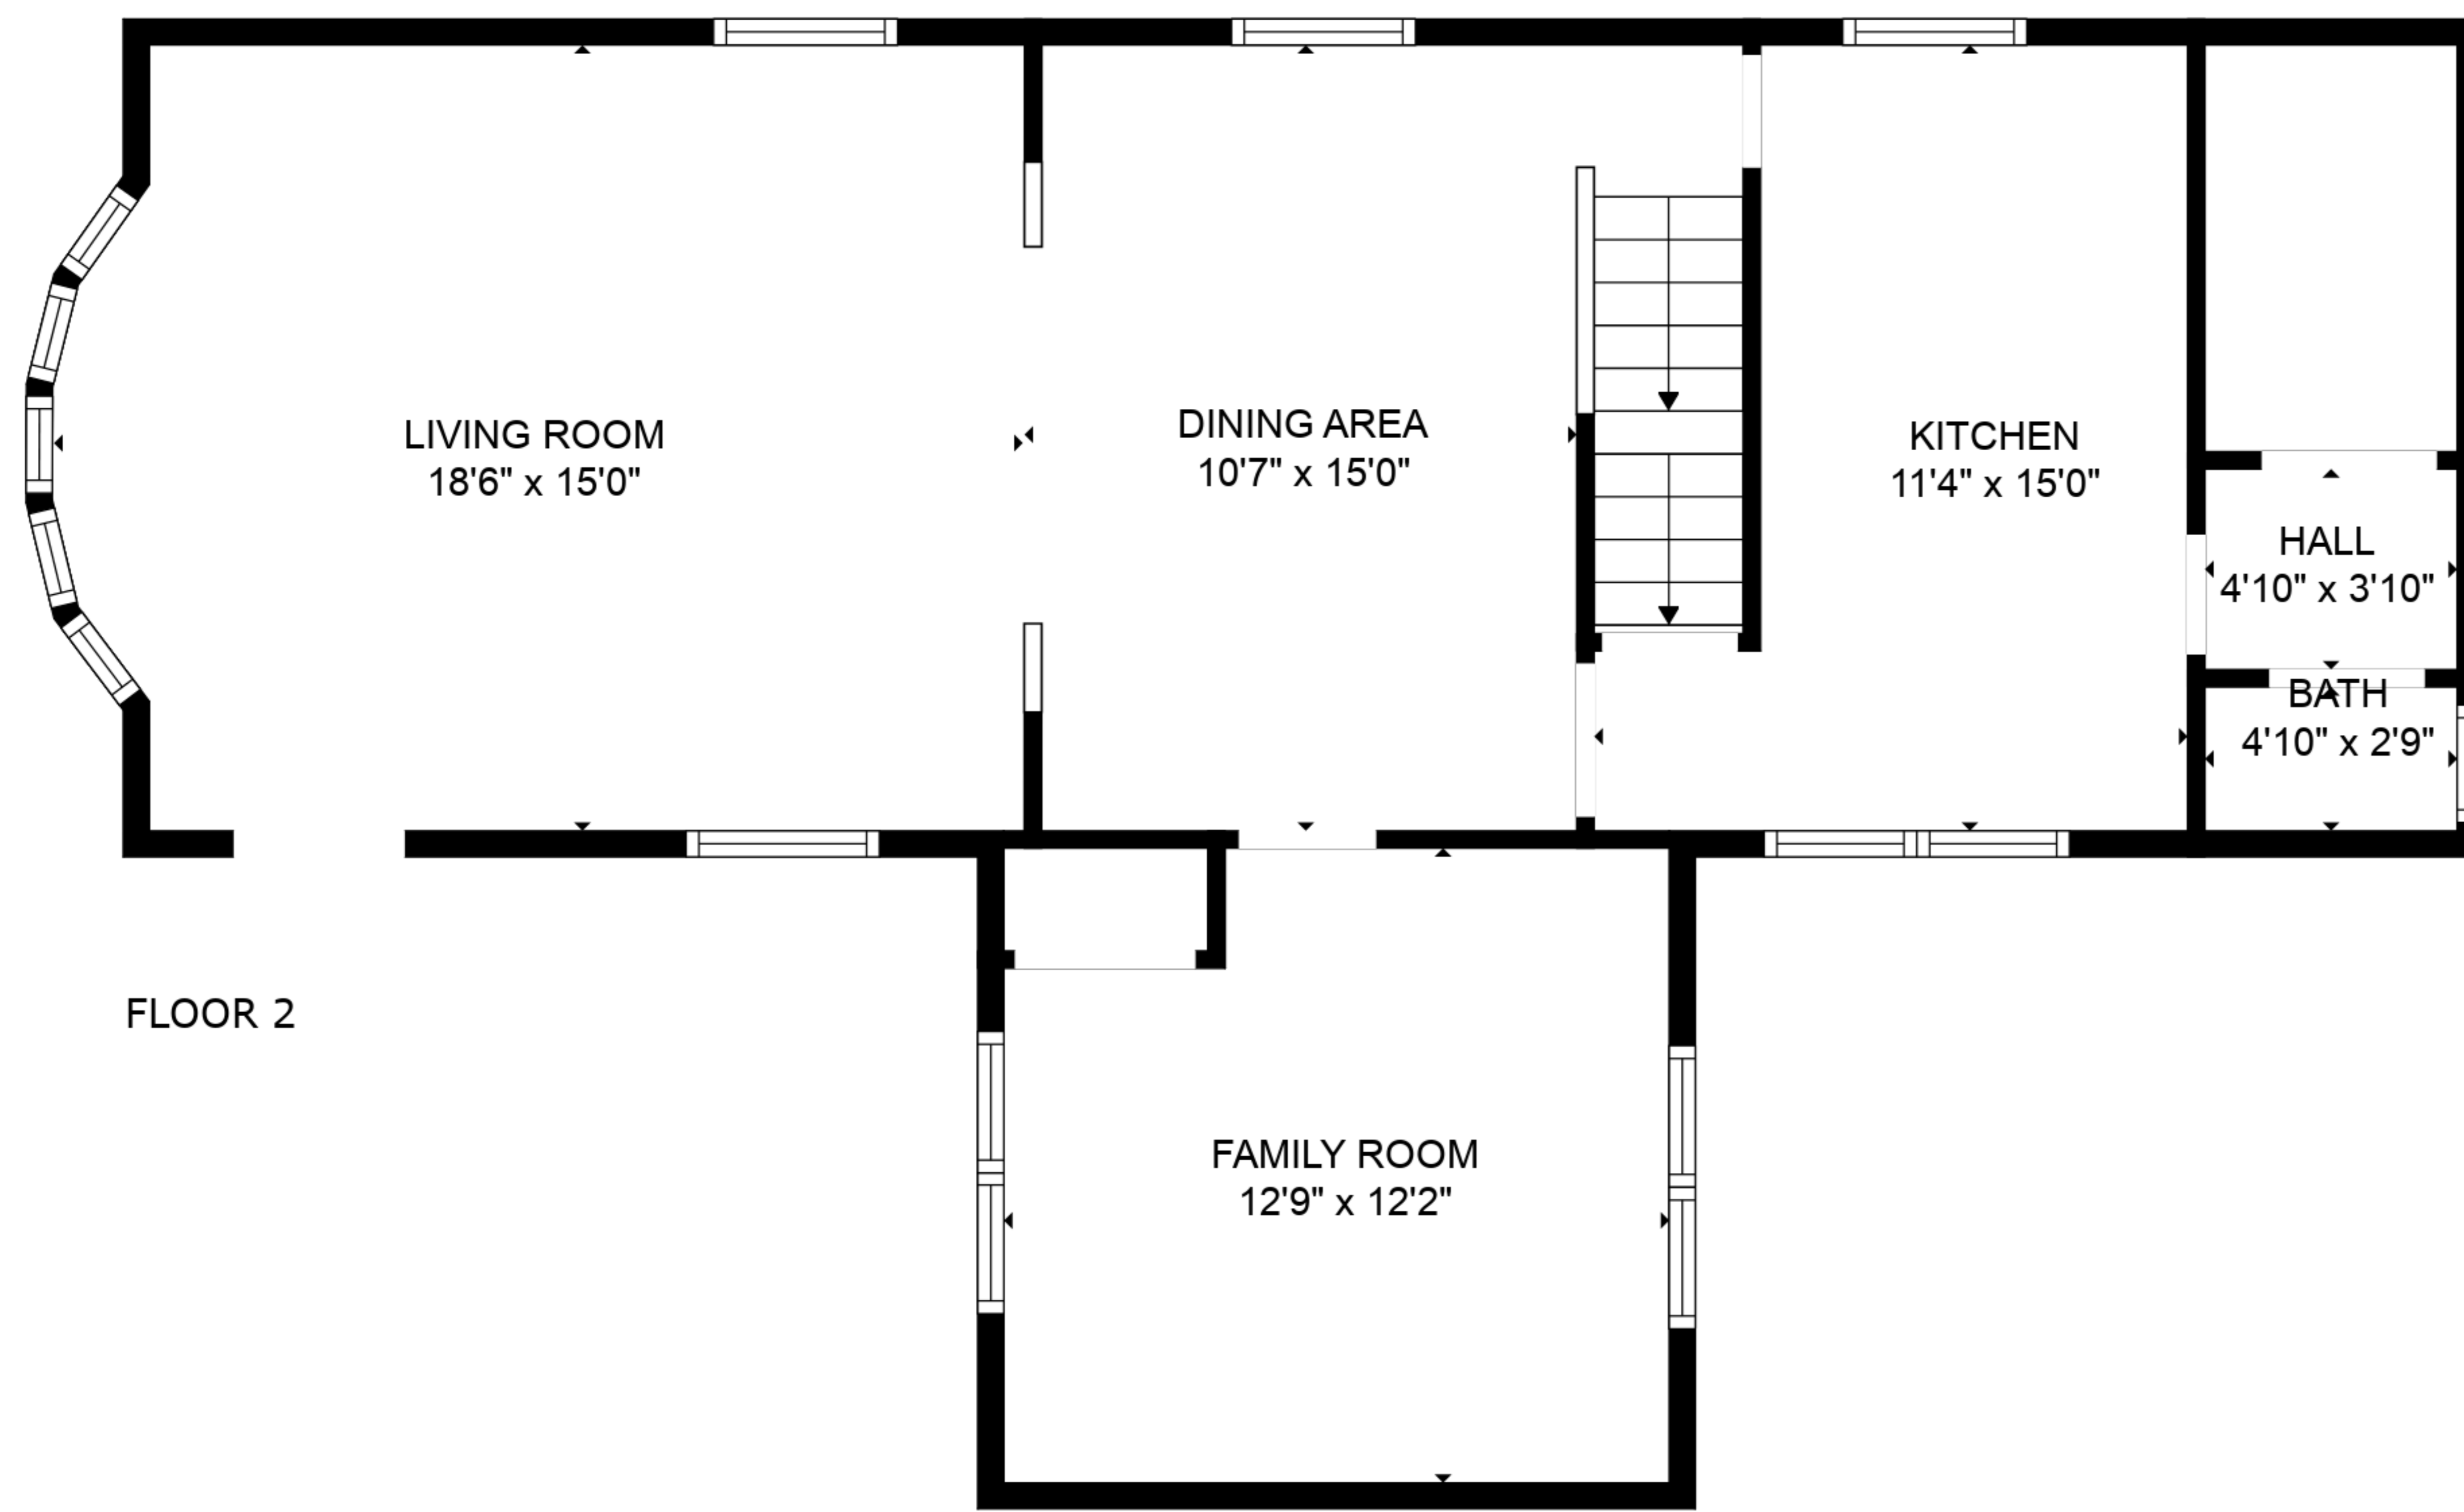 LIVING ROOM
18'6" x 15'0"
DINING AREA
10'7" x 15'0"
KITCHEN
11'4" x 15'0"
HALL
4'10" x 3'10"
BATH
4'10" x 2'9"
FLOOR 2
FAMILY ROOM
12'9" x 12'2"